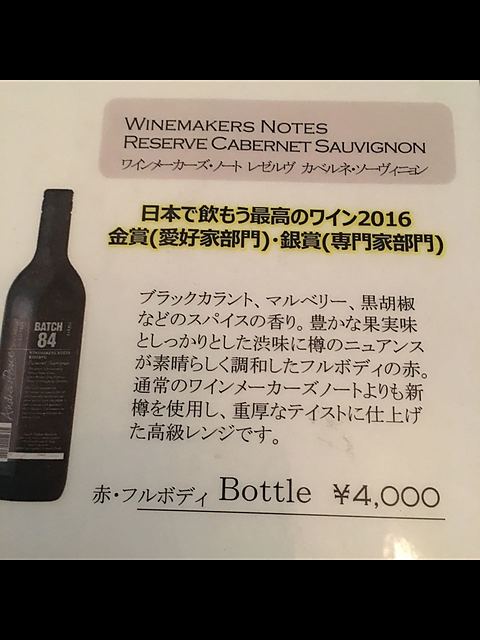 WINEMAKERS NOTES
RESERVE CABERNET SAUVIGNON
ワインメーカーズ・ノート レゼルヴ カベルネ・ソーヴィニョン
日本で飲もう最高のワイン2016
金賞(愛好家部門)・銀賞(専門家部門)
ブラックカラント、マルベリー、黒胡椒
などのスパイスの香り。豊かな果実味
としっかりとした渋味に樽のニュアンス
が素晴らしく調和したフルボディの赤。
通常のワインメーカーズノートよりも新
樽を使用し、重厚なテイストに仕上げ
た高級レンジです。
BATCH
84
赤・フルボディ Bottle ¥4,000